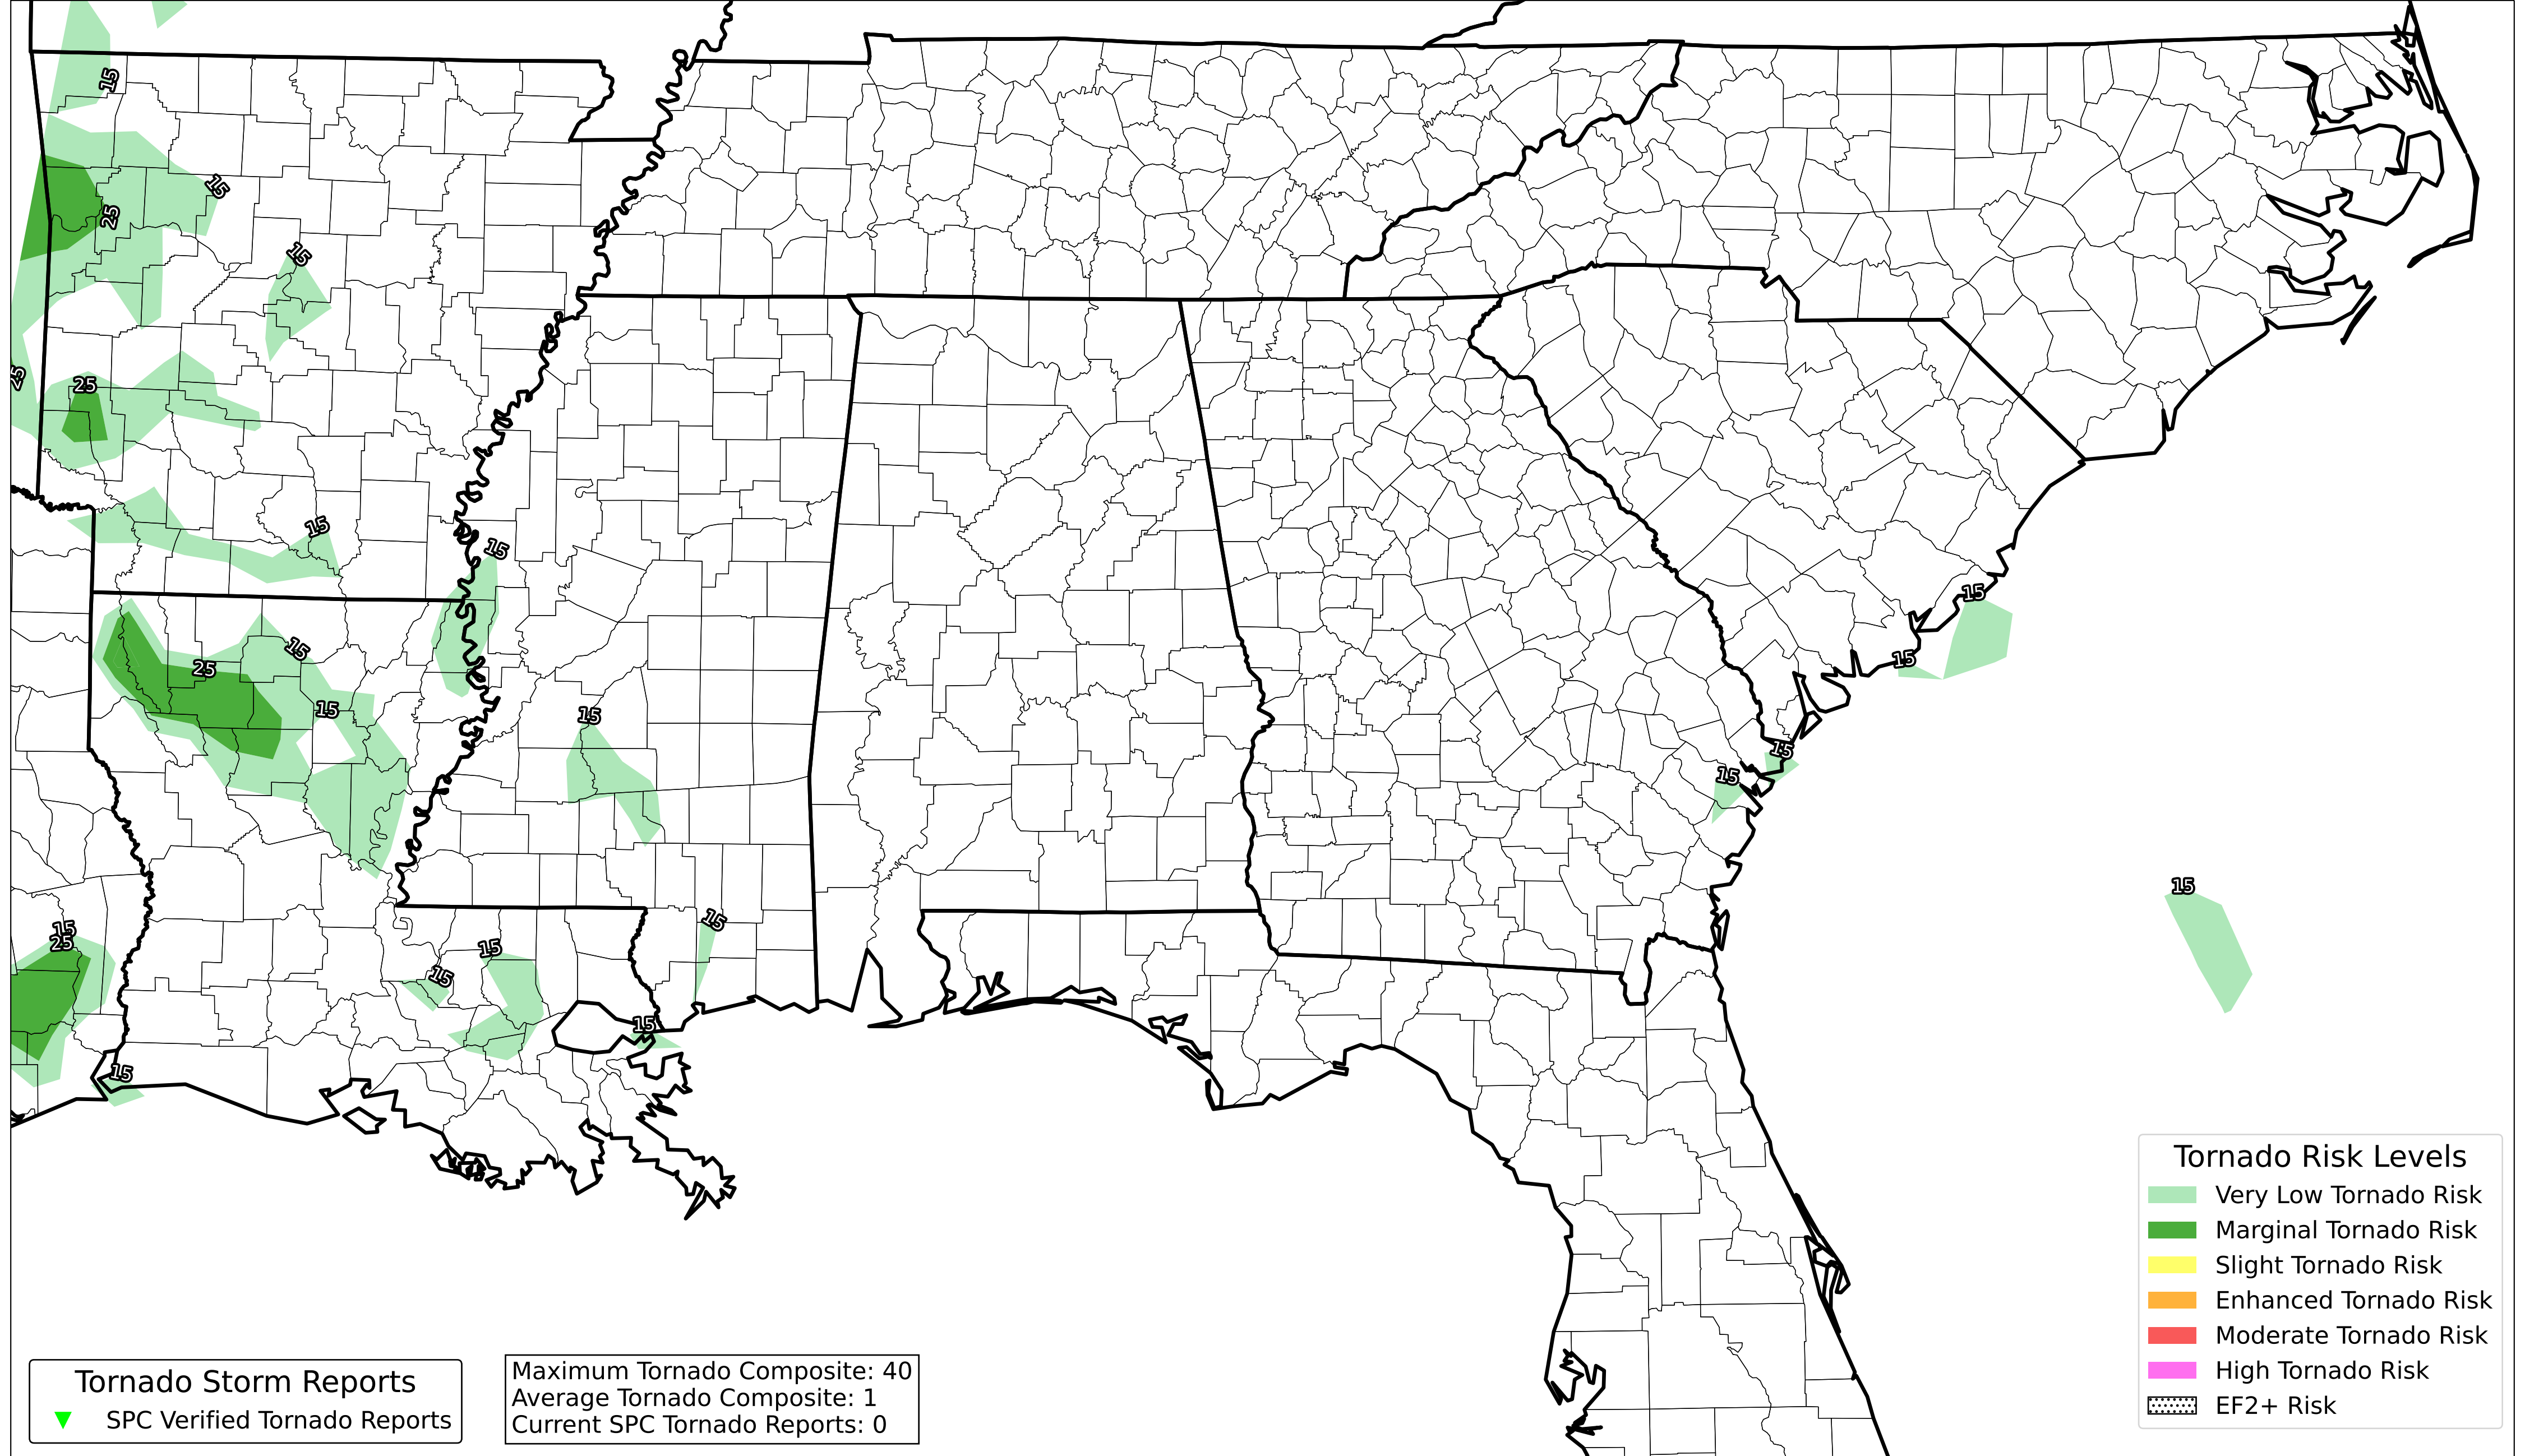 15
15
25
15
25
25
15
15
15
15
25
15
15
15
15
15
15
15
15
25
15
15
15
15
15
Tornado Risk Levels
Very Low Tornado Risk
Marginal Tornado Risk
Slight Tornado Risk
Enhanced Tornado Risk
Moderate Tornado Risk
High Tornado Risk
EF2+ Risk
Tornado Storm Reports
SPC Verified Tornado Reports
Maximum Tornado Composite: 40
Average Tornado Composite: 1
Current SPC Tornado Reports: 0